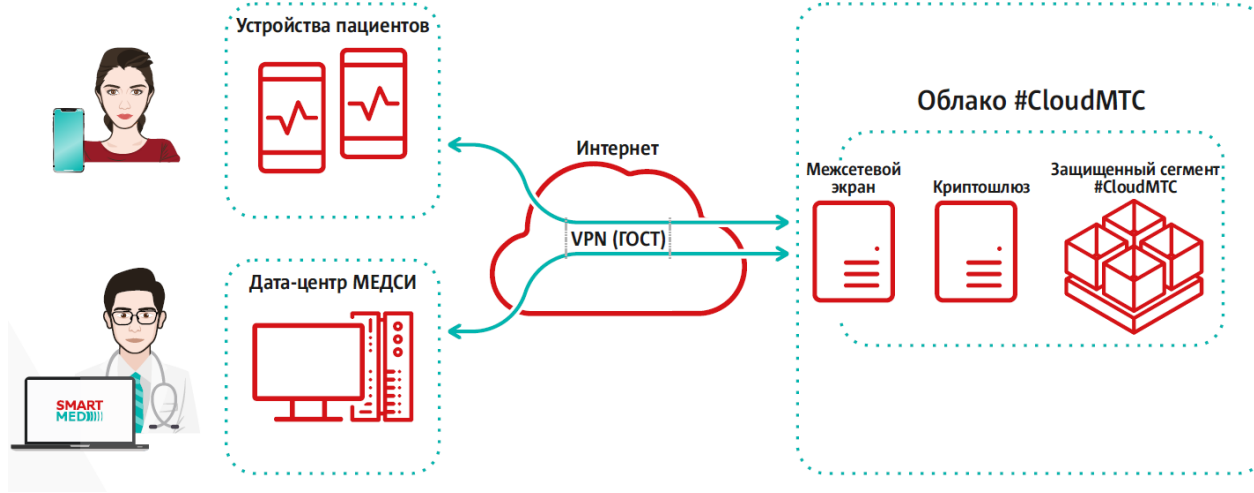 Устройства пациентов
Облако #CloudМТС
Интернет
Межсетевой
экран
Криптошлюз
Защищенный сегмент
#CloudМТС
VPN (ГОСТ)
Дата-центр МЕДСИ
SMART
MED